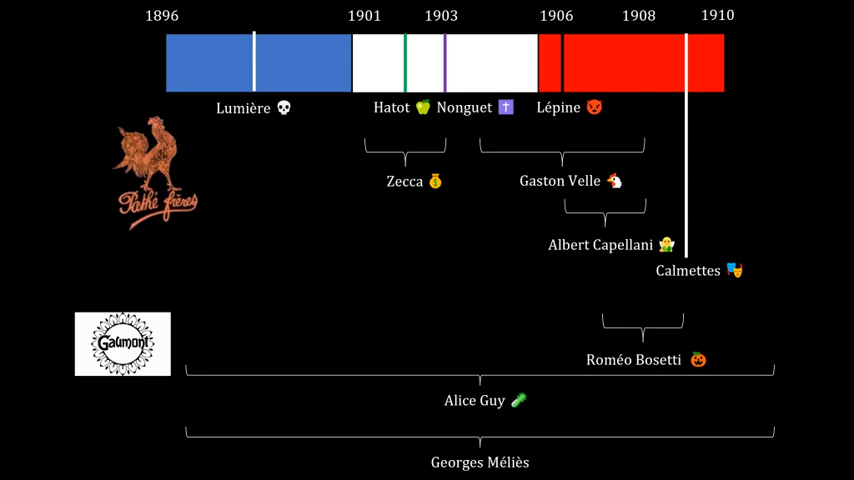 1896 1901 1903 1906 1908 1910
Lumière Hatot Nonguet Lépine
Zecca Gaston Velle
Pathé frères
Albert Capellani
Calmettes
Gaumont
Roméo Bosetti
Alice Guy
Georges Méliès